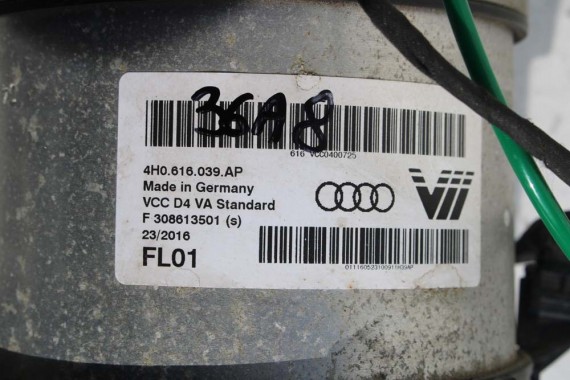 36A8
616 VCC0400725
4H0.616.039.AP
Made in Germany
VCC D4 VA Standard
F 308613501 (s)
23/2016
FL01